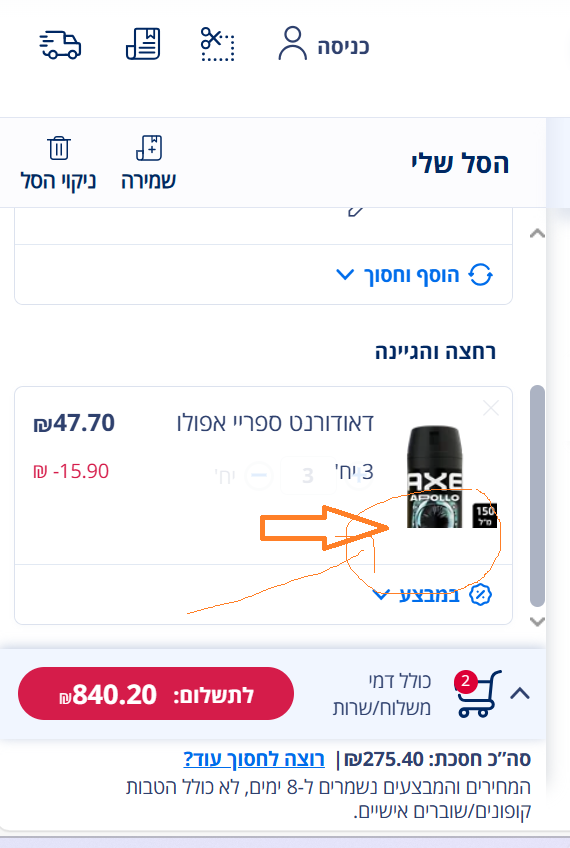 כניסה
הסל שלי
שמירה
ניקוי הסל
הוסף וחסוך
רחצה והגיינה
דאודורנט ספריי אפולו
₪47.70
3 יח'
3
יח'
₪ -15.90
AXE
APOLLO
150
מ"ל
במבצע
2
כולל דמי
משלוח/שרות
לתשלום: ₪840.20
סה״כ חסכת: ₪275.40 | רוצה לחסוך עוד?
המחירים והמבצעים נשמרים ל-8 ימים, לא כולל הטבות
קופונים/שוברים אישיים.